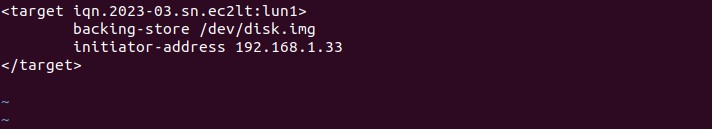 <target iqn.2023-03.sn.ec2lt:lun1>
        backing-store /dev/disk.img
        initiator-address 192.168.1.33
</target>
~
~